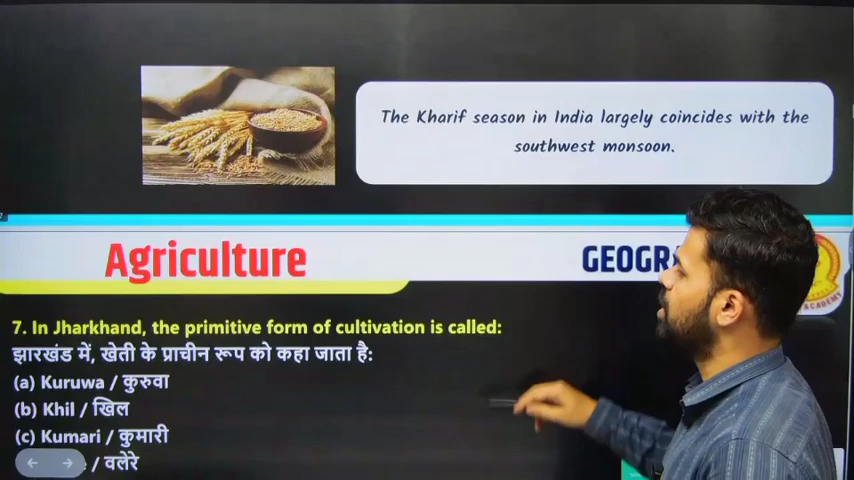 The Kharif season in India largely coincides with the
southwest monsoon.
Agriculture
GEOGR
7. In Jharkhand, the primitive form of cultivation is called:
झारखंड में, खेती के प्राचीन रूप को कहा जाता है:
(a) Kuruwa / कुरुवा
(b) Khil / खिल
(c) Kumari / कुमारी
/ वलेरे
ACADEMY